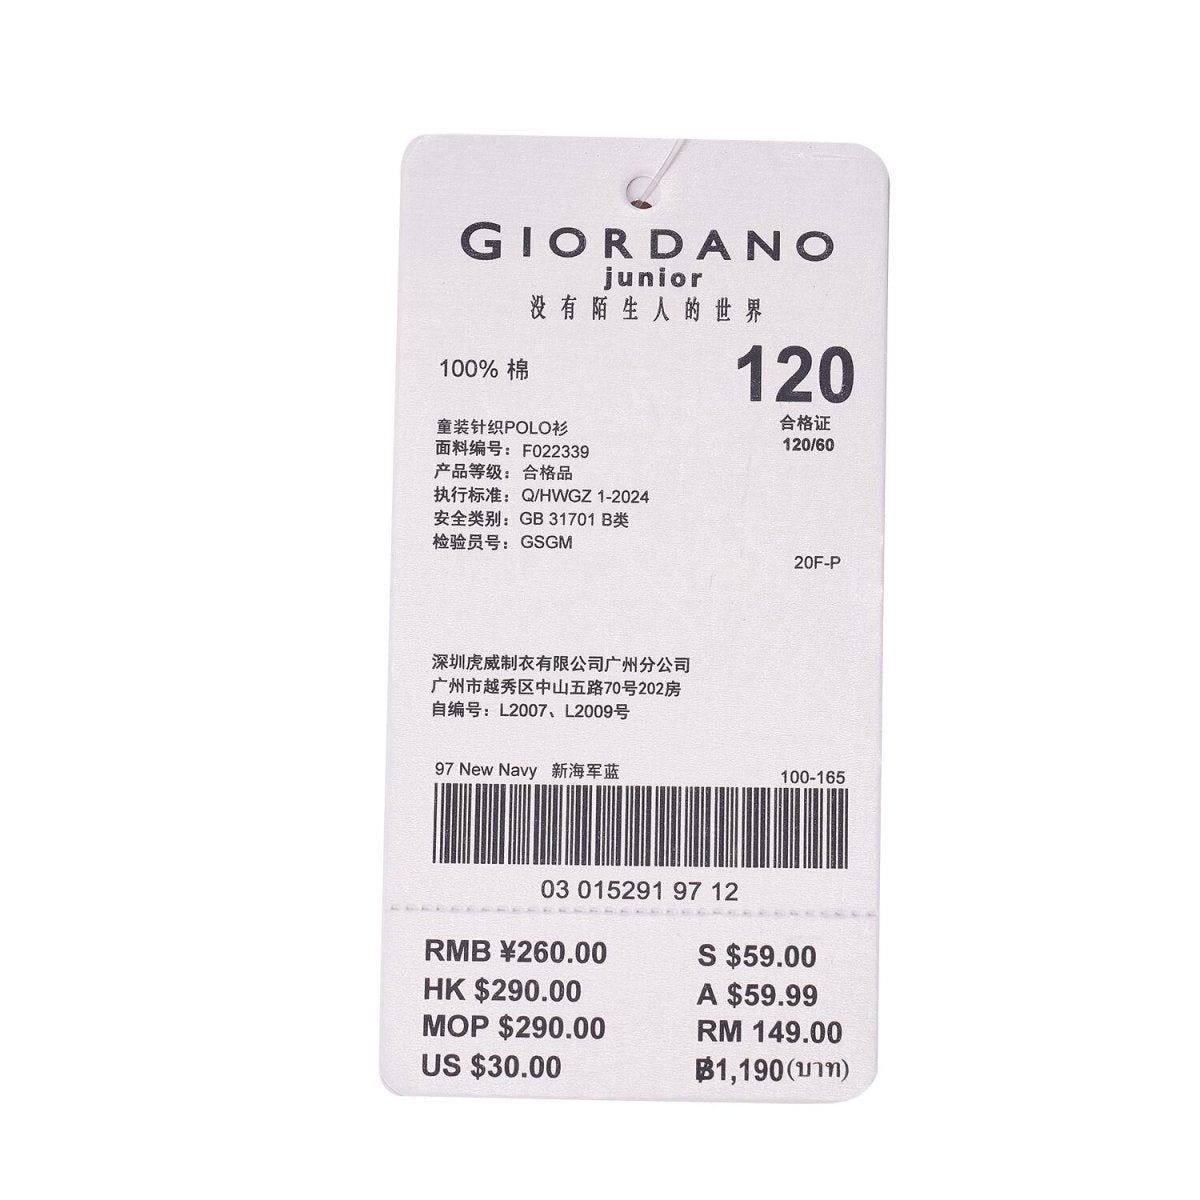 GIORDANO
junior
没有陌生人的世界
100% 棉
120
合格证
120/60
童装针织POLO衫
面料编号：F022339
产品等级：合格品
执行标准：Q/HWGZ 1-2024
安全类别：GB 31701 B类
检验员号：GSGM
20F-P
深圳虎威制衣有限公司广州分公司
广州市越秀区中山五路70号202房
自编号：L2007、L2009号
97 New Navy 新海军蓝 100-165
03 015291 97 12
RMB ¥260.00 S $59.00
HK $290.00 A $59.99
MOP $290.00 RM 149.00
US $30.00 ฿1,190(บาท)